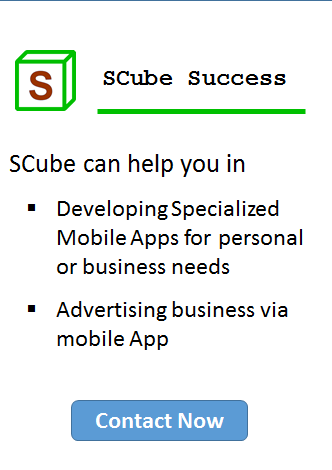 S
SCube Success
SCube can help you in
▪ Developing Specialized
Mobile Apps for personal
or business needs
▪ Advertising business via
mobile App
Contact Now